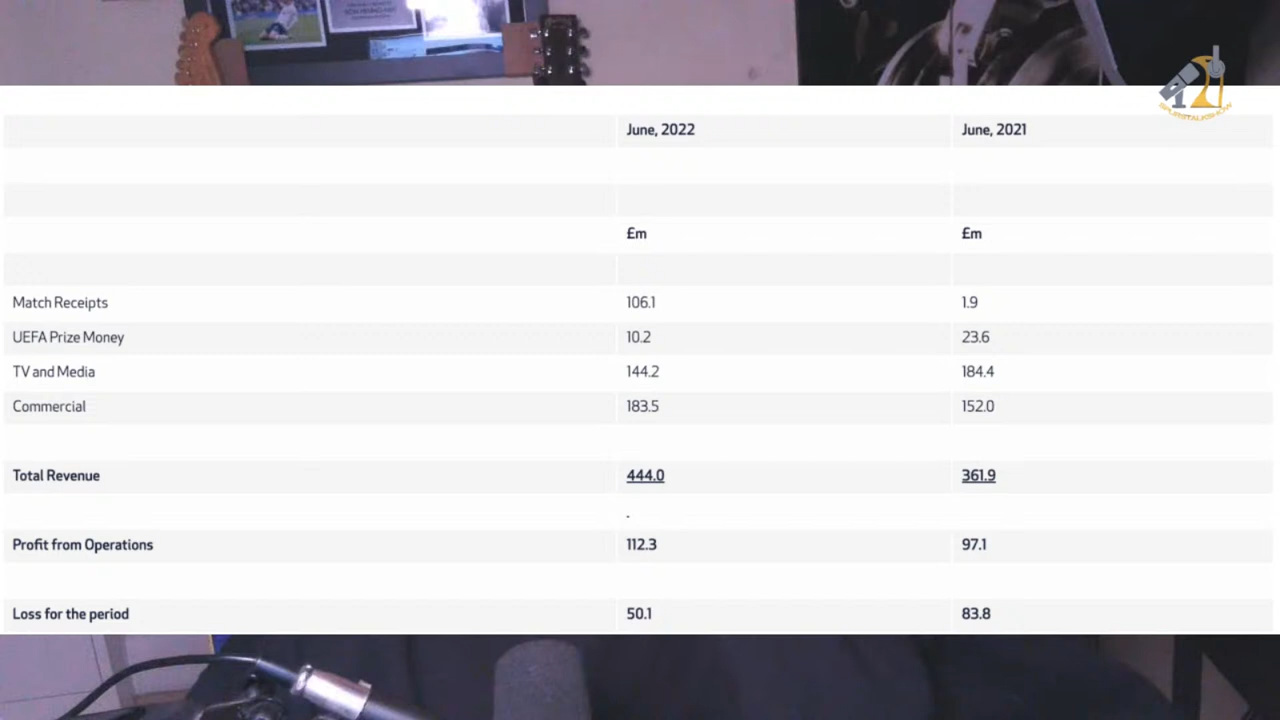 SPURSTALKSHOW
June, 2022 June, 2021
£m £m
Match Receipts 106.1 1.9
UEFA Prize Money 10.2 23.6
TV and Media 144.2 184.4
Commercial 183.5 152.0
Total Revenue 444.0 361.9
.
Profit from Operations 112.3 97.1
Loss for the period 50.1 83.8